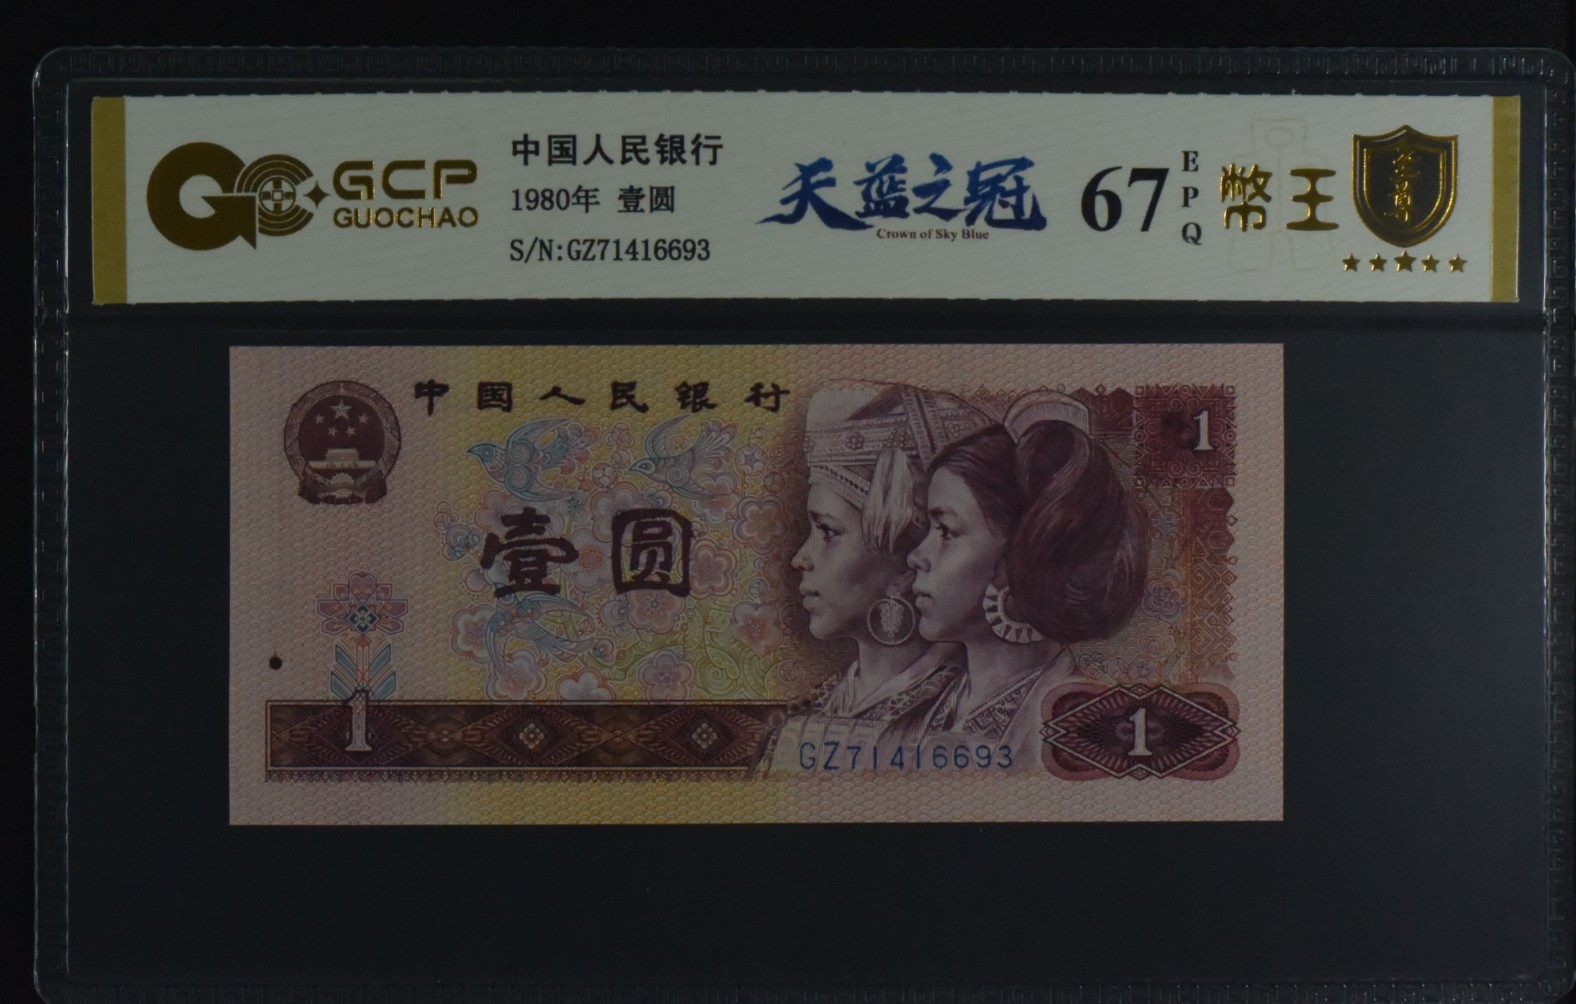 GCP
GUOCHAO
中国人民银行
1980年 壹圆
S/N:GZ71416693
天蓝之冠
Crown of Sky Blue
67
EPQ
币王
中国人民银行
1
壹圆
1
GZ71416693
1